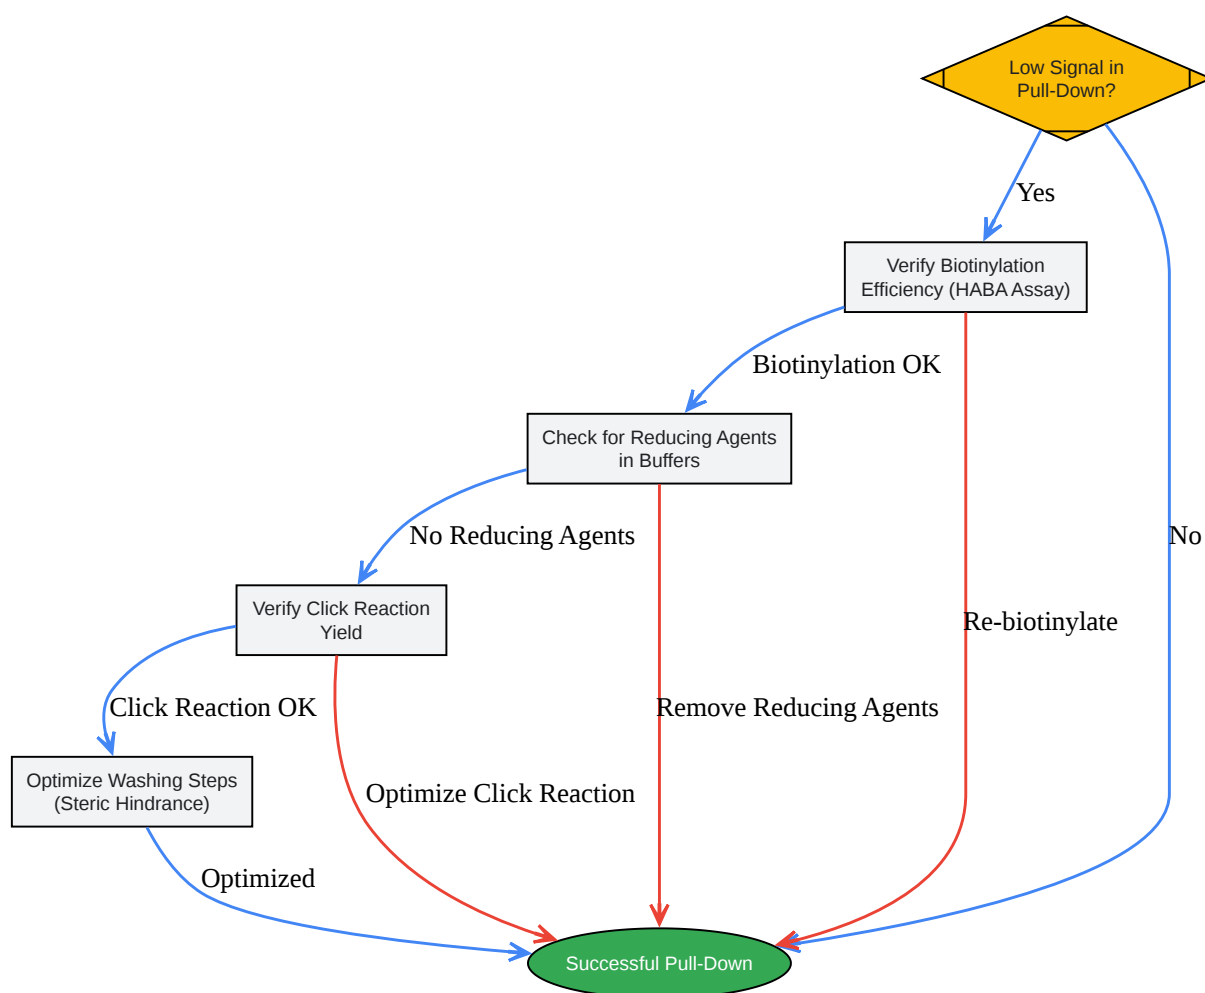 Low Signal in
Pull-Down?
Yes
Verify Biotinylation
Efficiency (HABA Assay)
Biotinylation OK
Check for Reducing Agents
in Buffers
No Reducing Agents
No
Verify Click Reaction
Yield
Re-biotinylate
Click Reaction OK
Remove Reducing Agents
Optimize Washing Steps
(Steric Hindrance)
Optimize Click Reaction
Optimized
Successful Pull-Down